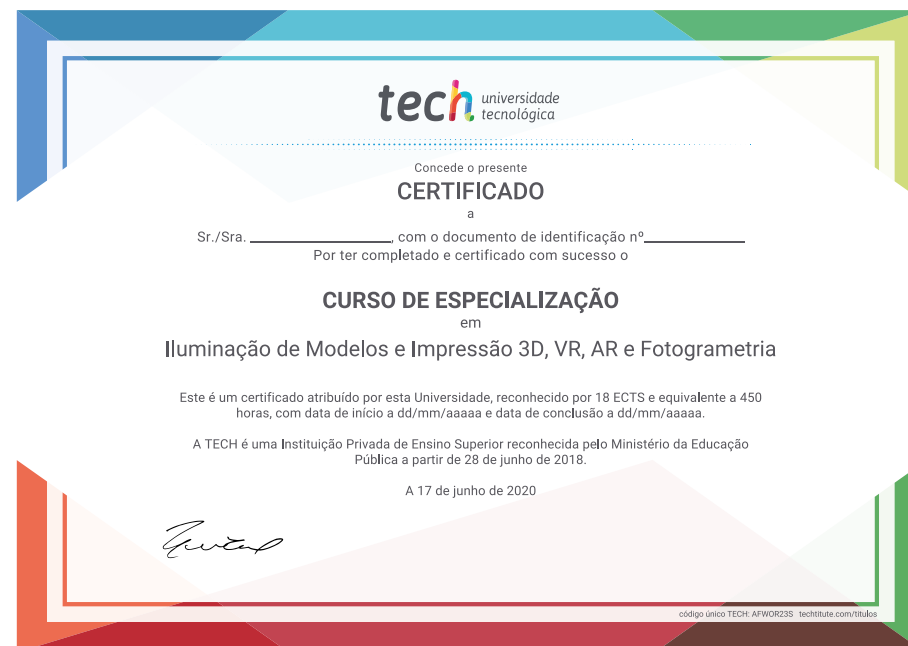 tech universidade
tecnológica
Concede o presente
CERTIFICADO
a
Sr./Sra. ____________, com o documento de identificação nº____________
Por ter completado e certificado com sucesso o
CURSO DE ESPECIALIZAÇÃO
em
Iluminação de Modelos e Impressão 3D, VR, AR e Fotogrametria
Este é um certificado atribuído por esta Universidade, reconhecido por 18 ECTS e equivalente a 450
horas, com data de início a dd/mm/aaaaa e data de conclusão a dd/mm/aaaaa.
A TECH é uma Instituição Privada de Ensino Superior reconhecida pelo Ministério da Educação
Pública a partir de 28 de junho de 2018.
A 17 de junho de 2020
código único TECH: AFWOR23S techtitute.com/titulos